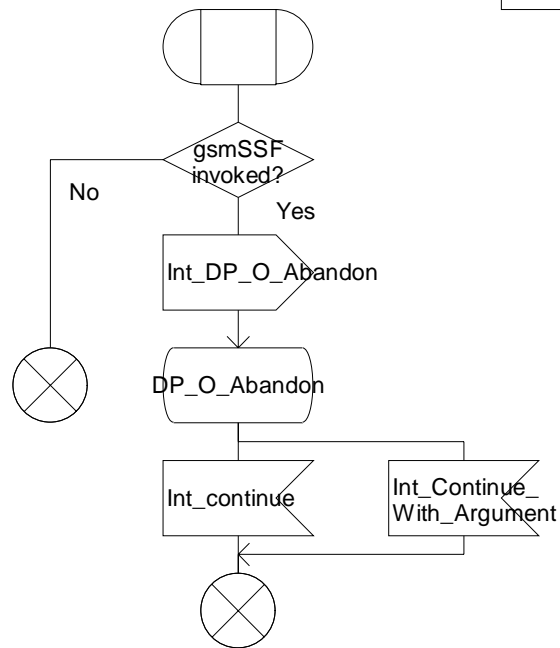 gsmSSF
invoked?
No
Yes
Int_DP_O_Abandon
DP_O_Abandon
Int_continue
Int_Continue_
With_Argument